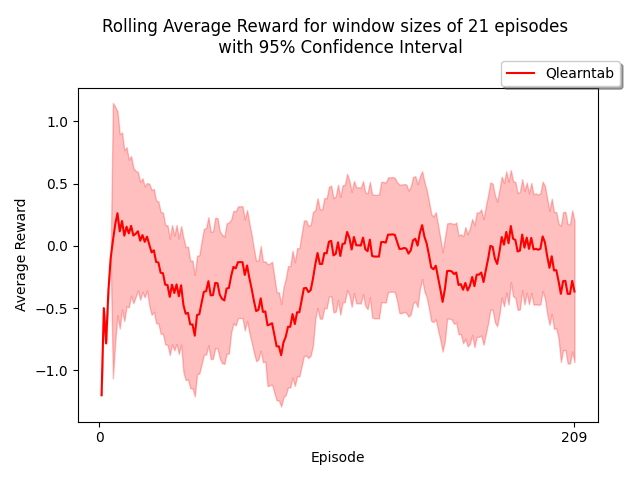 Rolling Average Reward for window sizes of 21 episodes
with 95% Confidence Interval
Qlearntab
1.0
0.5
0.0
−0.5
−1.0
Average Reward
0
209
Episode